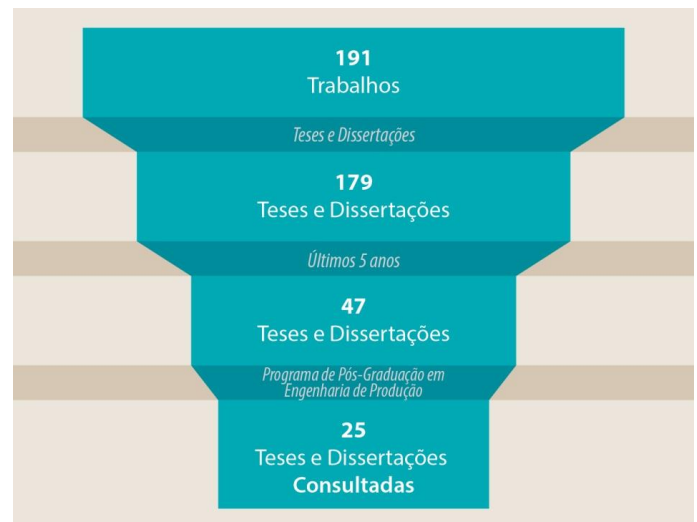 191
Trabalhos
Teses e Dissertações
179
Teses e Dissertações
Últimos 5 anos
47
Teses e Dissertações
Programa de Pós-Graduação em
Engenharia de Produção
25
Teses e Dissertações
Consultadas